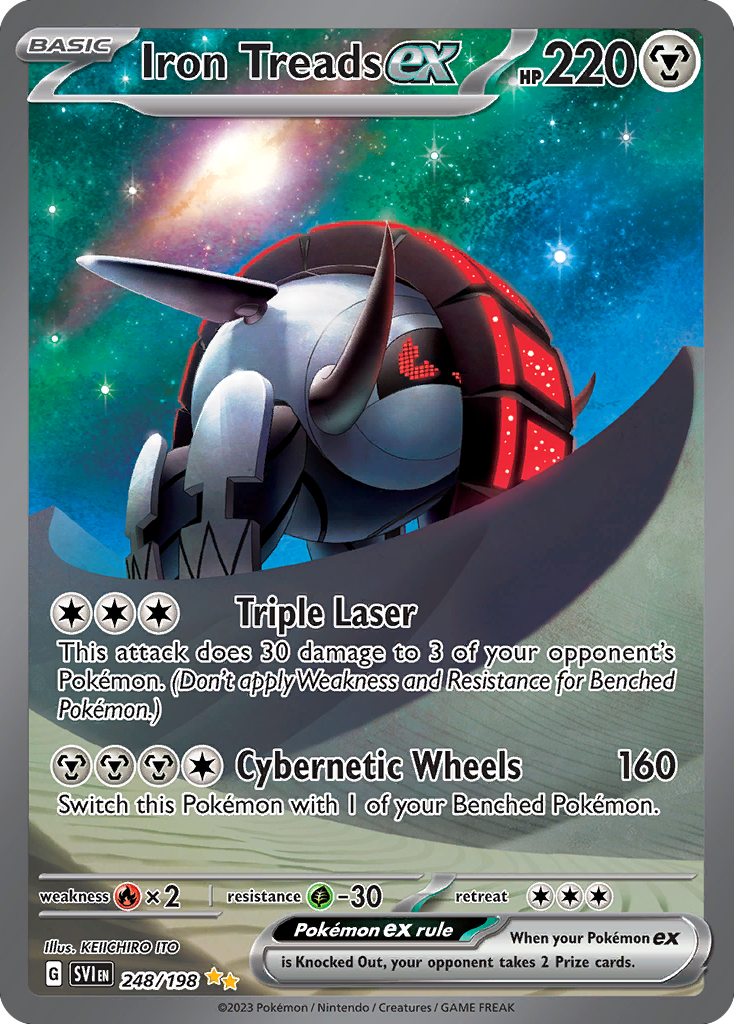 BASIC Iron Treads ex HP 220
Triple Laser
This attack does 30 damage to 3 of your opponent's
Pokémon. (Don't apply Weakness and Resistance for Benched
Pokémon.)
Cybernetic Wheels 160
Switch this Pokémon with 1 of your Benched Pokémon.
weakness ×2 resistance -30 retreat
Illus. KEIICHIRO ITO
Pokémon ex rule When your Pokémon ex
is Knocked Out, your opponent takes 2 Prize cards.
G SVI EN 248/198
©2023 Pokémon / Nintendo / Creatures / GAME FREAK